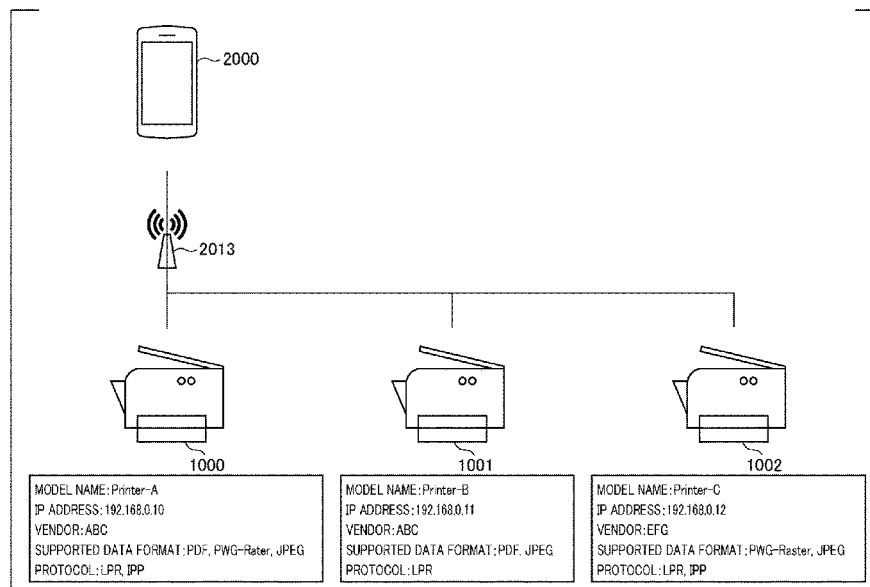 2000
2013
1000
1001
1002
MODEL NAME:Printer-A
IP ADDRESS:192.168.0.10
VENDOR:ABC
SUPPORTED DATA FORMAT:PDF, PWG-Rater, JPEG
PROTOCOL:LPR, IPP
MODEL NAME:Printer-B
IP ADDRESS:192.168.0.11
VENDOR:ABC
SUPPORTED DATA FORMAT:PDF, JPEG
PROTOCOL:LPR
MODEL NAME:Printer-C
IP ADDRESS:192.168.0.12
VENDOR:EFG
SUPPORTED DATA FORMAT:PWG-Raster, JPEG
PROTOCOL:LPR, IPP